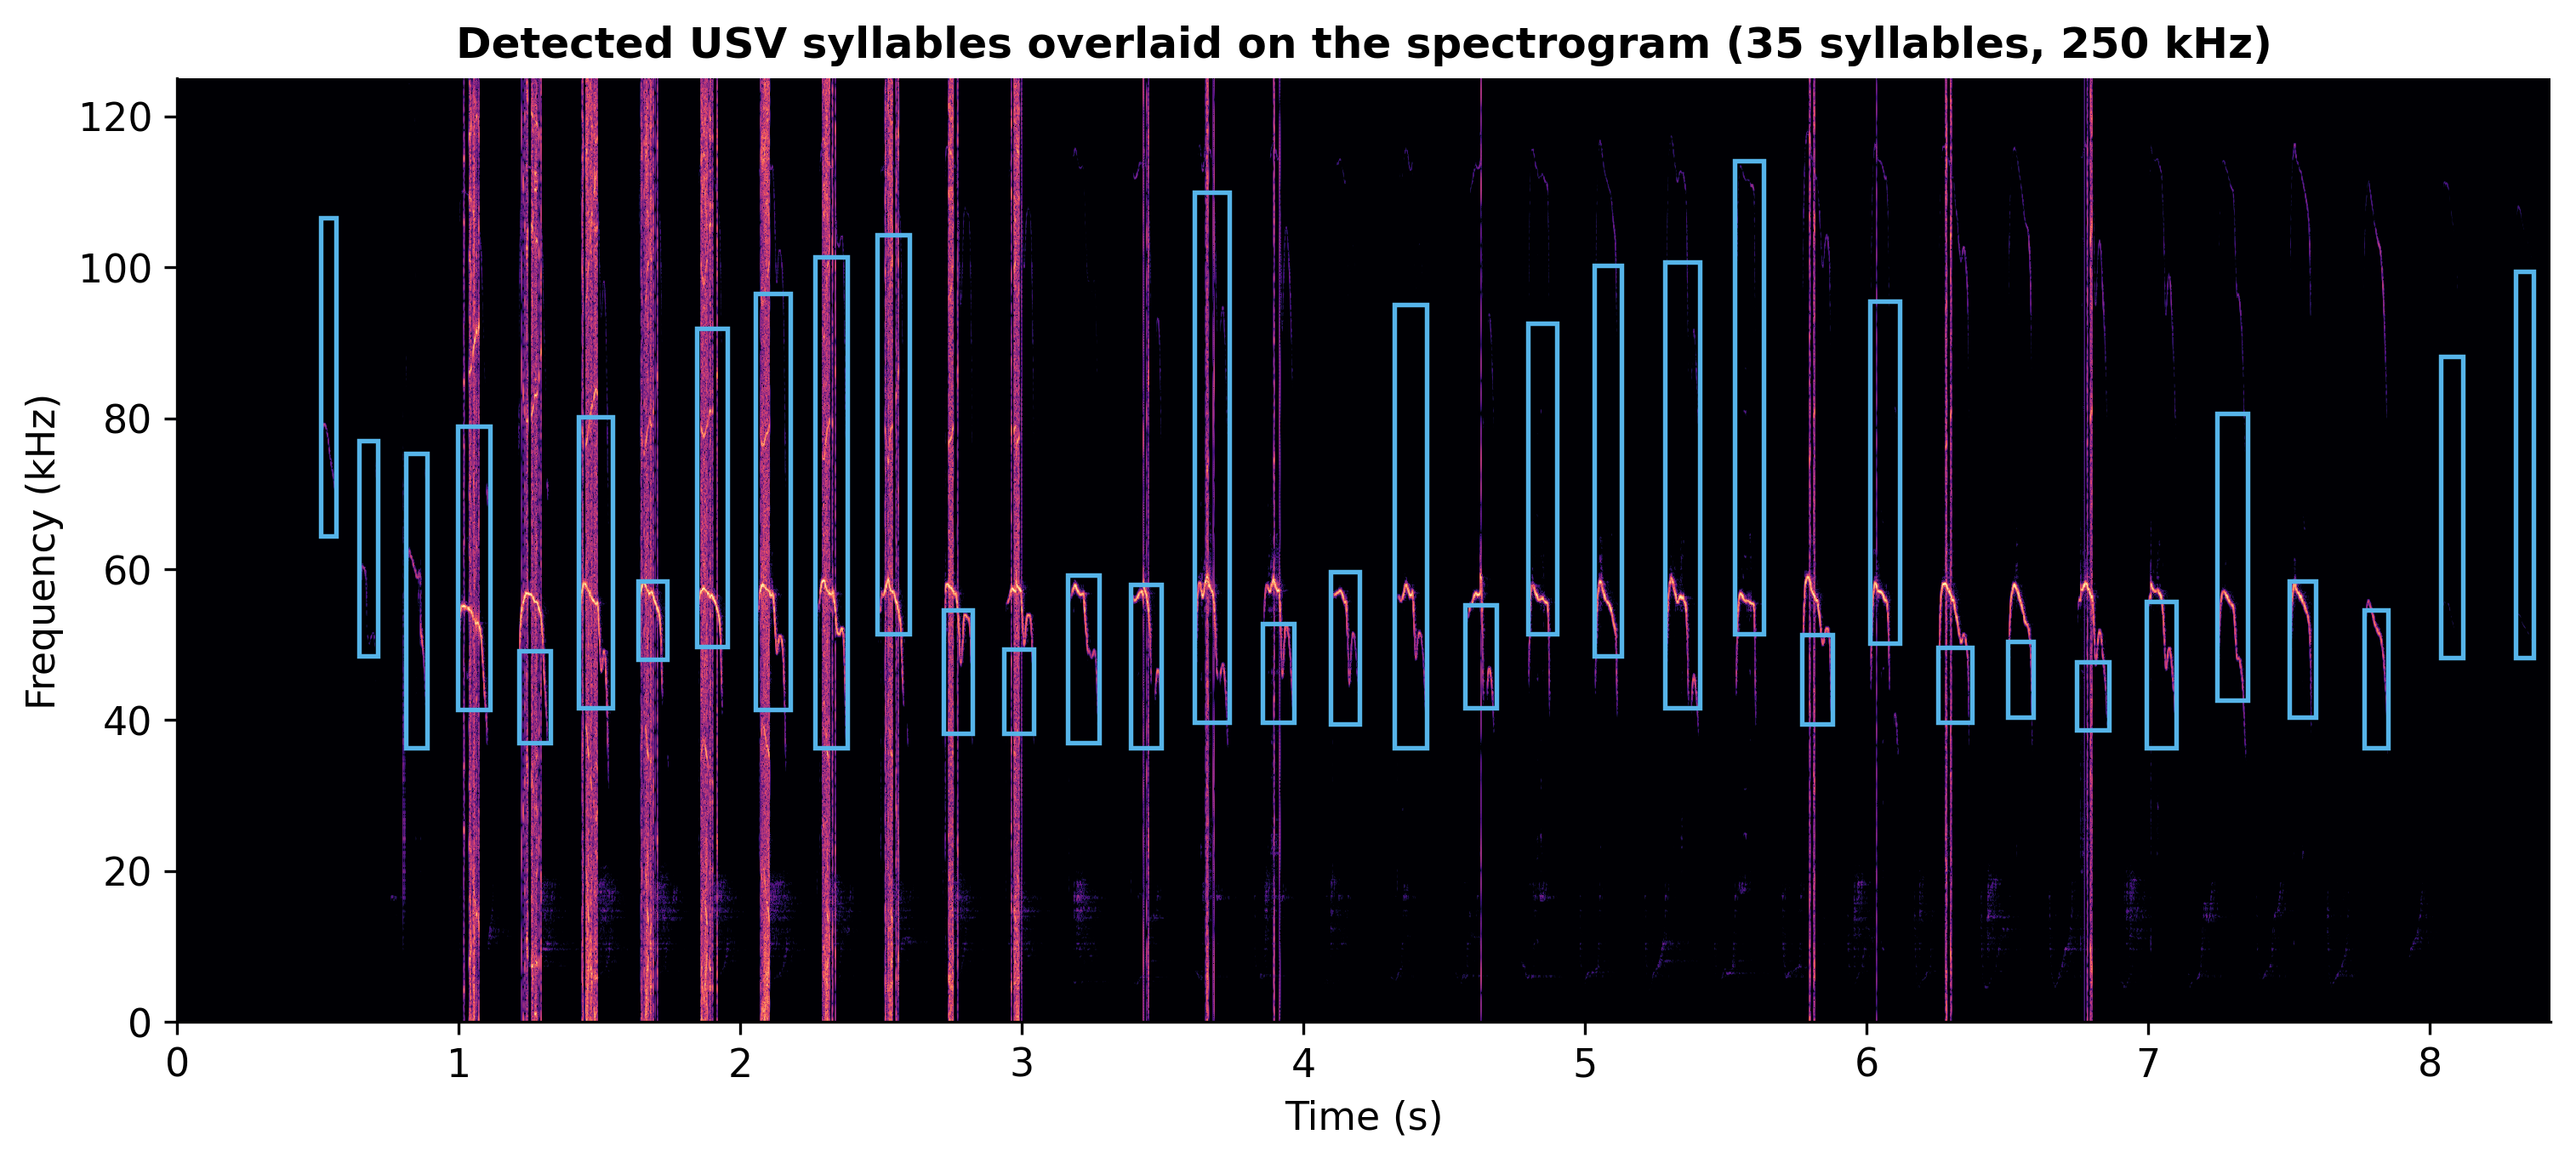 Detected USV syllables overlaid on the spectrogram (35 syllables, 250 kHz)
120
100
80
60
40
20
0
Frequency (kHz)
0 1 2 3 4 5 6 7 8
Time (s)